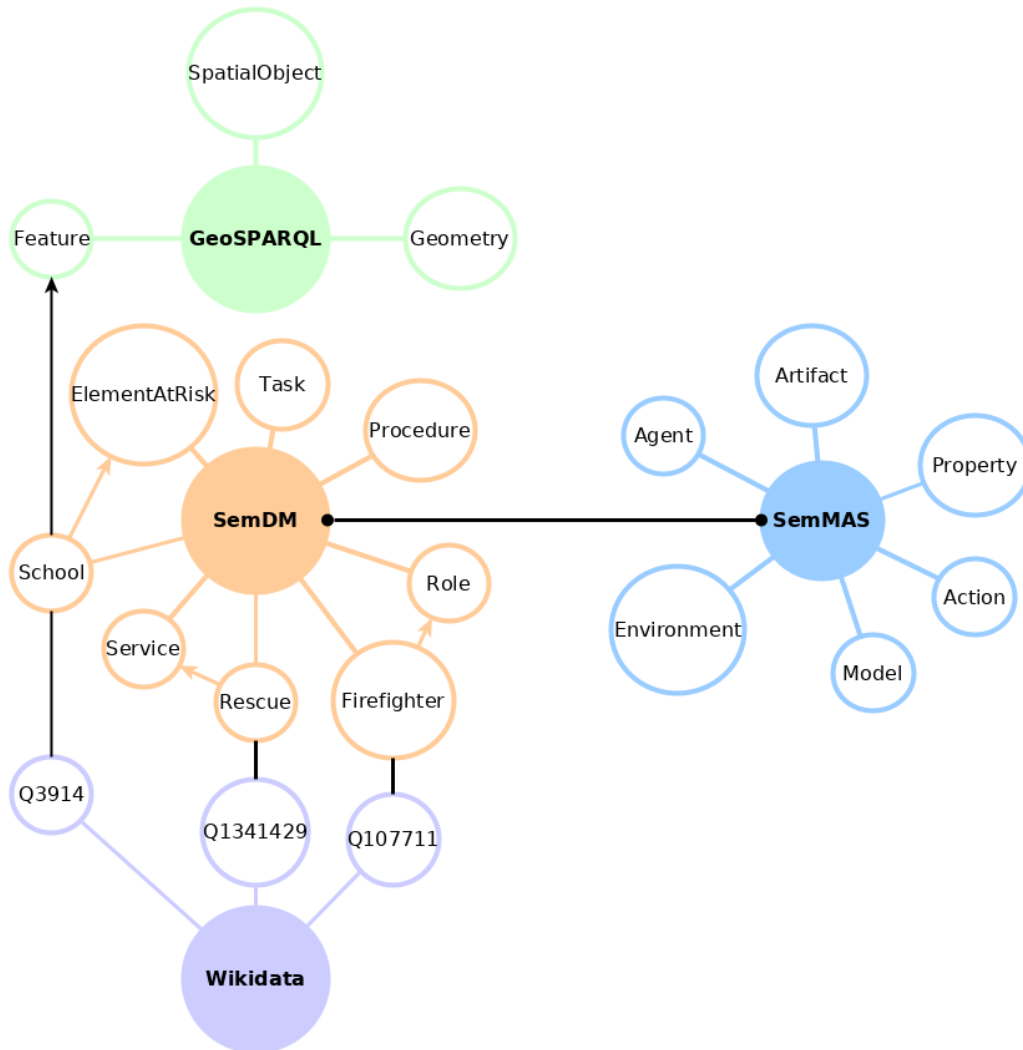 SpatialObject
Feature
GeoSPARQL
Geometry
ElementAtRisk
Task
Procedure
SemDM
School
Role
Service
Rescue
Firefighter
Artifact
Agent
Property
SemMAS
Environment
Action
Model
Q3914
Q1341429
Q107711
Wikidata